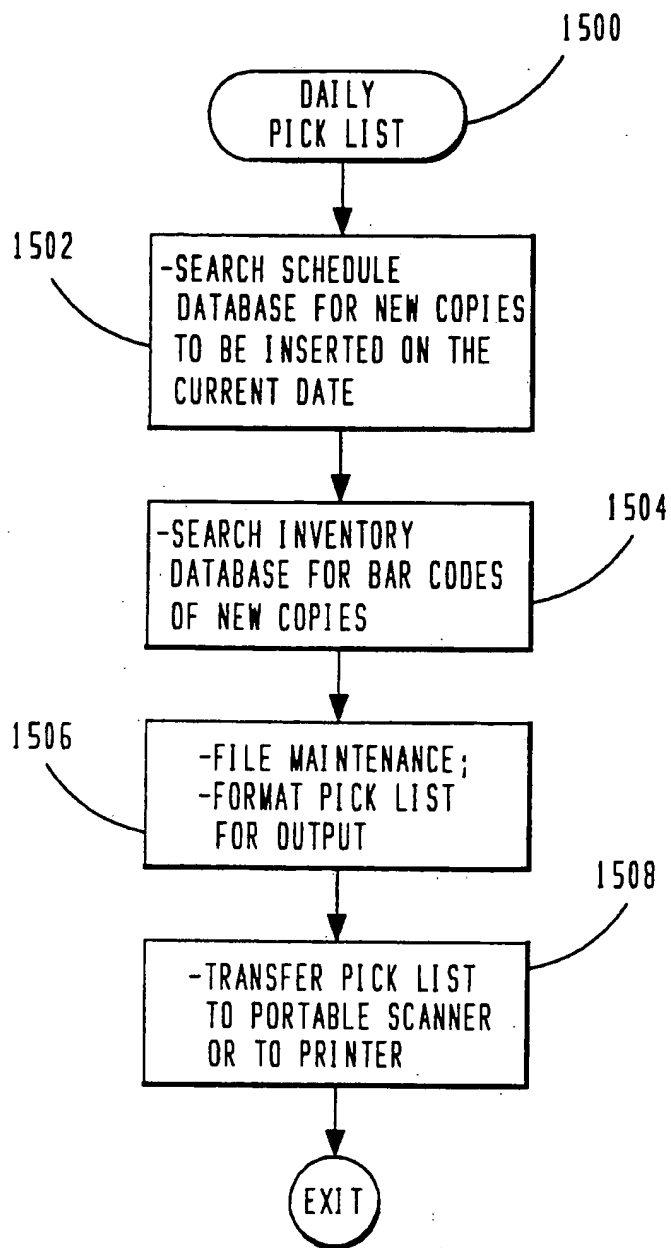 1500
DAILY
PICK LIST
1502
-SEARCH SCHEDULE
DATABASE FOR NEW COPIES
TO BE INSERTED ON THE
CURRENT DATE
1504
-SEARCH INVENTORY
DATABASE FOR BAR CODES
OF NEW COPIES
1506
-FILE MAINTENANCE;
-FORMAT PICK LIST
FOR OUTPUT
1508
-TRANSFER PICK LIST
TO PORTABLE SCANNER
OR TO PRINTER
EXIT